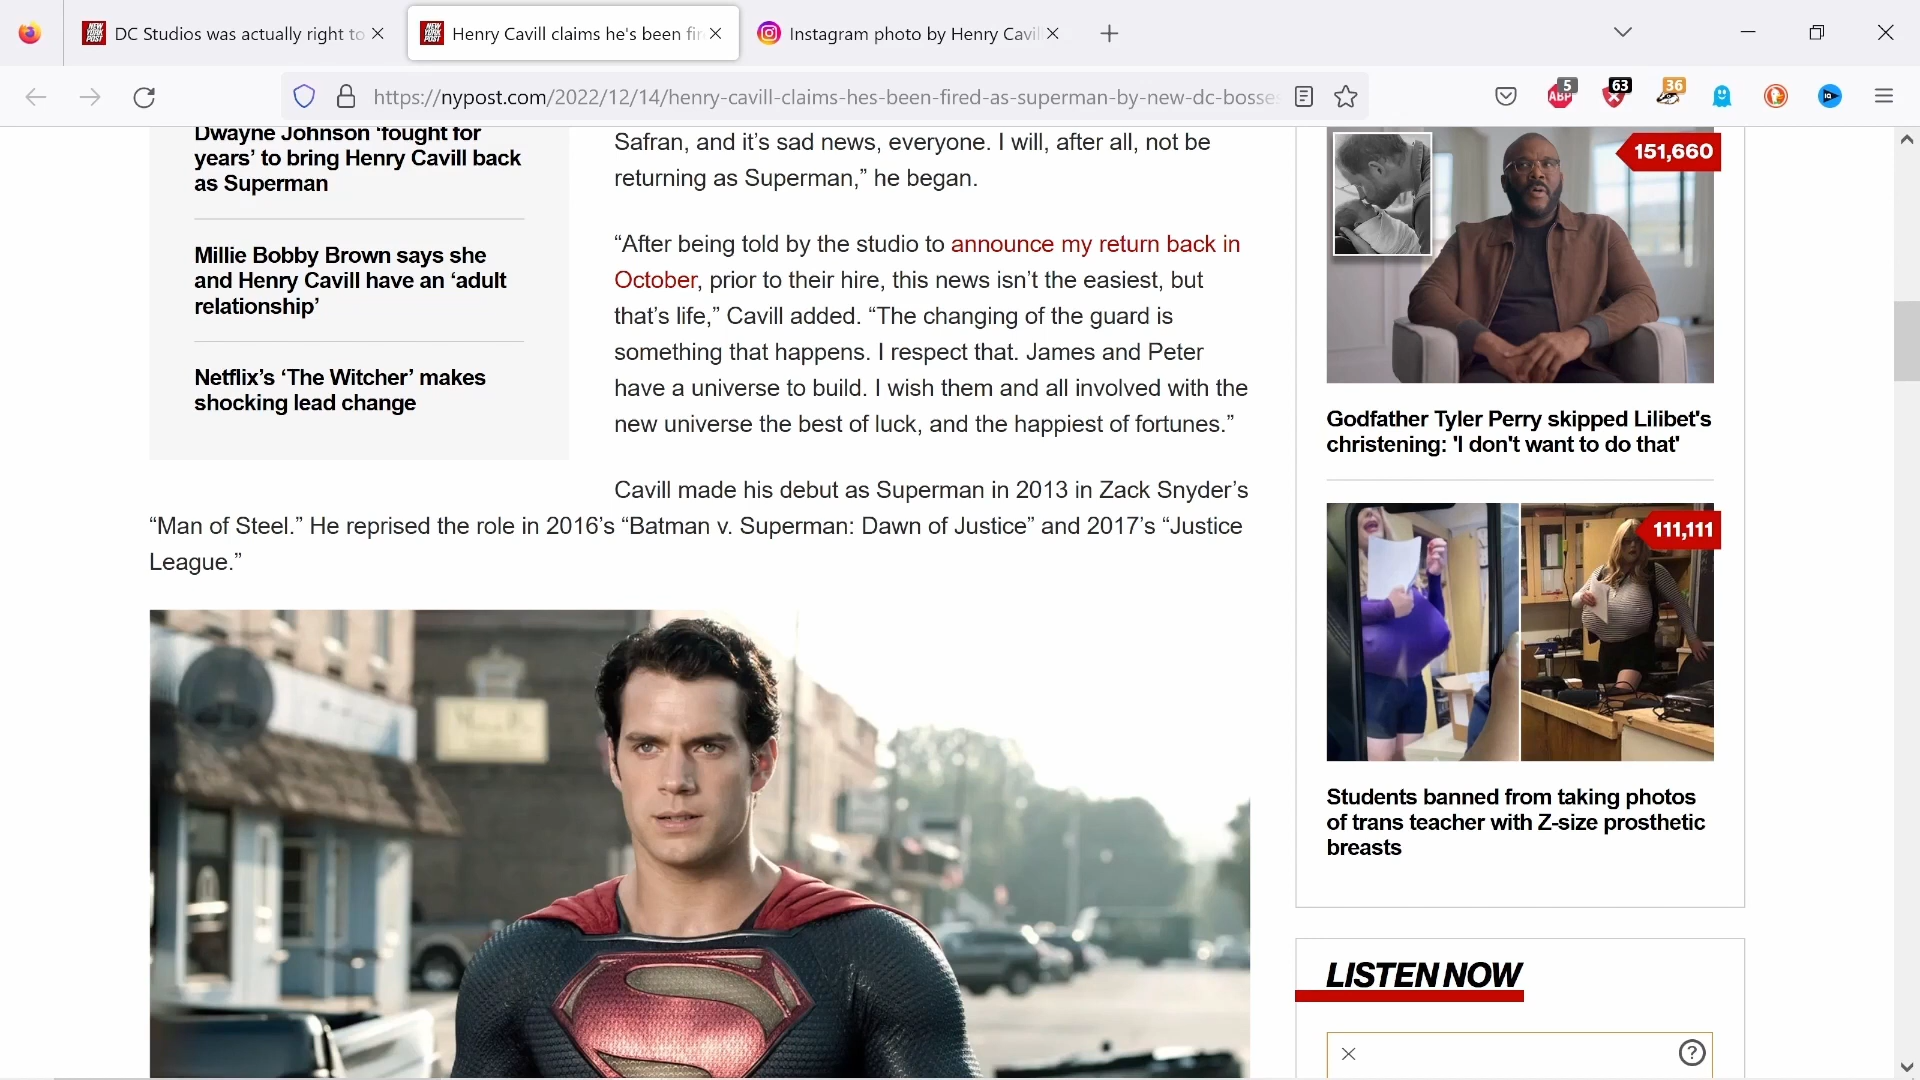 DC Studios was actually right to
Henry Cavill claims he's been fir
Instagram photo by Henry Cavil
https://nypost.com/2022/12/14/henry-cavill-claims-hes-been-fired-as-superman-by-new-dc-bosses
ABP
5
63
36
Dwayne Johnson ‘fought for
years’ to bring Henry Cavill back
as Superman
Millie Bobby Brown says she
and Henry Cavill have an ‘adult
relationship’
Netflix’s ‘The Witcher’ makes
shocking lead change
Safran, and it’s sad news, everyone. I will, after all, not be
returning as Superman,” he began.
“After being told by the studio to announce my return back in
October, prior to their hire, this news isn’t the easiest, but
that’s life,” Cavill added. “The changing of the guard is
something that happens. I respect that. James and Peter
have a universe to build. I wish them and all involved with the
new universe the best of luck, and the happiest of fortunes.”
Cavill made his debut as Superman in 2013 in Zack Snyder’s
“Man of Steel.” He reprised the role in 2016’s “Batman v. Superman: Dawn of Justice” and 2017’s “Justice
League.”
151,660
Godfather Tyler Perry skipped Lilibet's
christening: 'I don't want to do that'
111,111
Students banned from taking photos
of trans teacher with Z-size prosthetic
breasts
LISTEN NOW